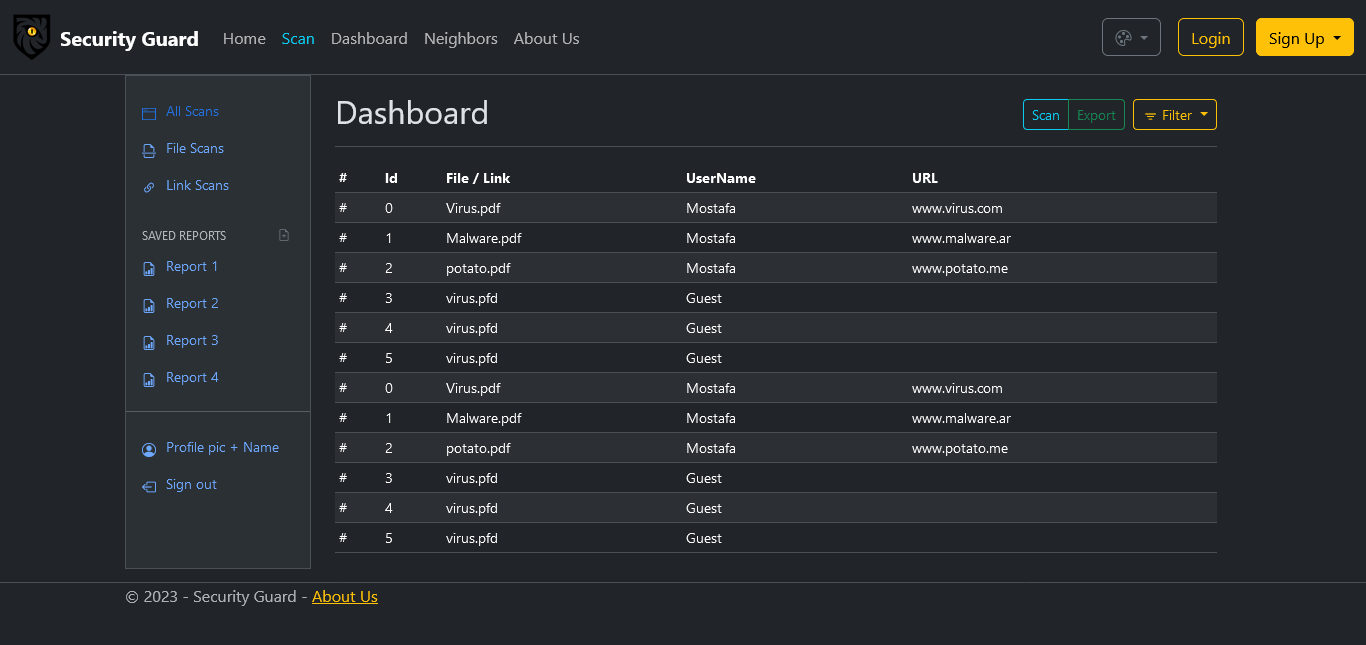 Security Guard Home Scan Dashboard Neighbors About Us Login Sign Up
All Scans
File Scans
Link Scans
SAVED REPORTS
Report 1
Report 2
Report 3
Report 4
Profile pic + Name
Sign out
Dashboard Scan Export Filter
# Id File / Link UserName URL
# 0 Virus.pdf Mostafa www.virus.com
# 1 Malware.pdf Mostafa www.malware.ar
# 2 potato.pdf Mostafa www.potato.me
# 3 virus.pfd Guest
# 4 virus.pfd Guest
# 5 virus.pfd Guest
# 0 Virus.pdf Mostafa www.virus.com
# 1 Malware.pdf Mostafa www.malware.ar
# 2 potato.pdf Mostafa www.potato.me
# 3 virus.pfd Guest
# 4 virus.pfd Guest
# 5 virus.pfd Guest
© 2023 - Security Guard - About Us